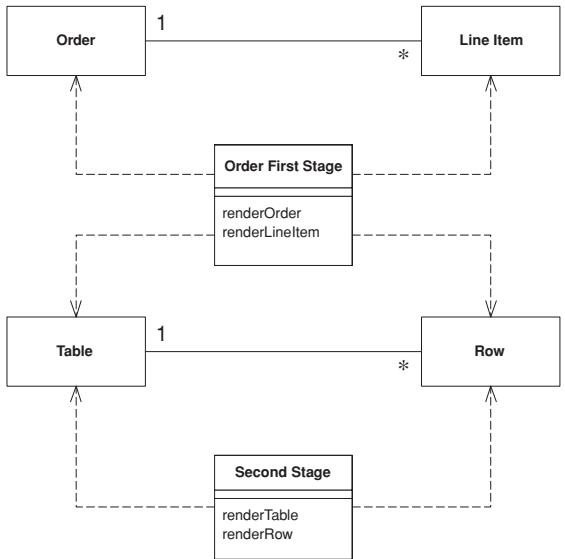 Order
1
*
Line Item
Order First Stage
renderOrder
renderLineItem
Table
1
*
Row
Second Stage
renderTable
renderRow